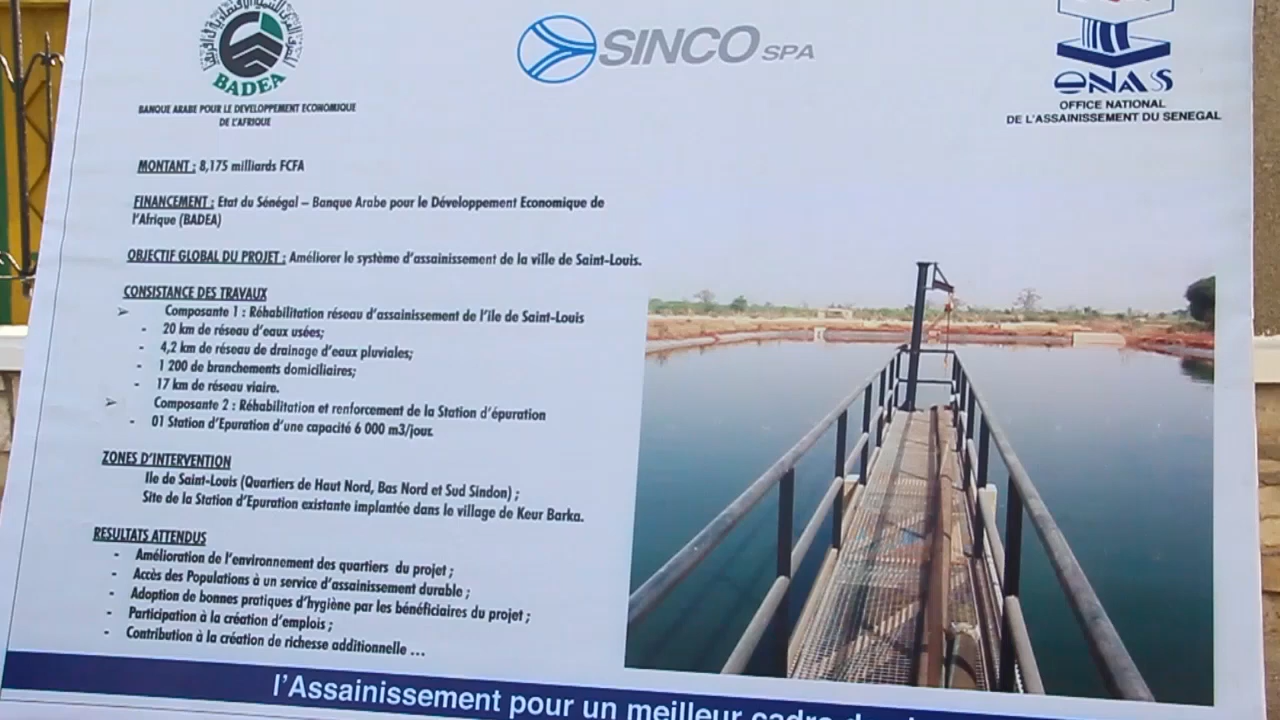 BADEA
BANQUE ARABE POUR LE DEVELOPPEMENT ECONOMIQUE
DE L'AFRIQUE
SINCO SPA
ONAS
OFFICE NATIONAL
DE L'ASSAINISSEMENT DU SENEGAL
MONTANT : 8,175 milliards FCFA
FINANCEMENT : Etat du Sénégal – Banque Arabe pour le Développement Economique de
l'Afrique (BADEA)
OBJECTIF GLOBAL DU PROJET : Améliorer le système d'assainissement de la ville de Saint-Louis.
CONSISTANCE DES TRAVAUX
➢ Composante 1 : Réhabilitation réseau d'assainissement de l'île de Saint-Louis
- 20 km de réseau d'eaux usées;
- 4,2 km de réseau de drainage d'eaux pluviales;
- 1 200 de branchements domiciliaires;
- 17 km de réseau viaire.
➢ Composante 2 : Réhabilitation et renforcement de la Station d'épuration
- 01 Station d'Epuration d'une capacité 6 000 m3/jour.
ZONES D'INTERVENTION
Ile de Saint-Louis (Quartiers de Haut Nord, Bas Nord et Sud Sindon) ;
Site de la Station d'Epuration existante implantée dans le village de Keur Barka.
RESULTATS ATTENDUS
- Amélioration de l'environnement des quartiers du projet ;
- Accès des Populations à un service d'assainissement durable ;
- Adoption de bonnes pratiques d'hygiène par les bénéficiaires du projet ;
- Participation à la création d'emplois ;
- Contribution à la création de richesse additionnelle ...
l'Assainissement pour un meilleur cadre